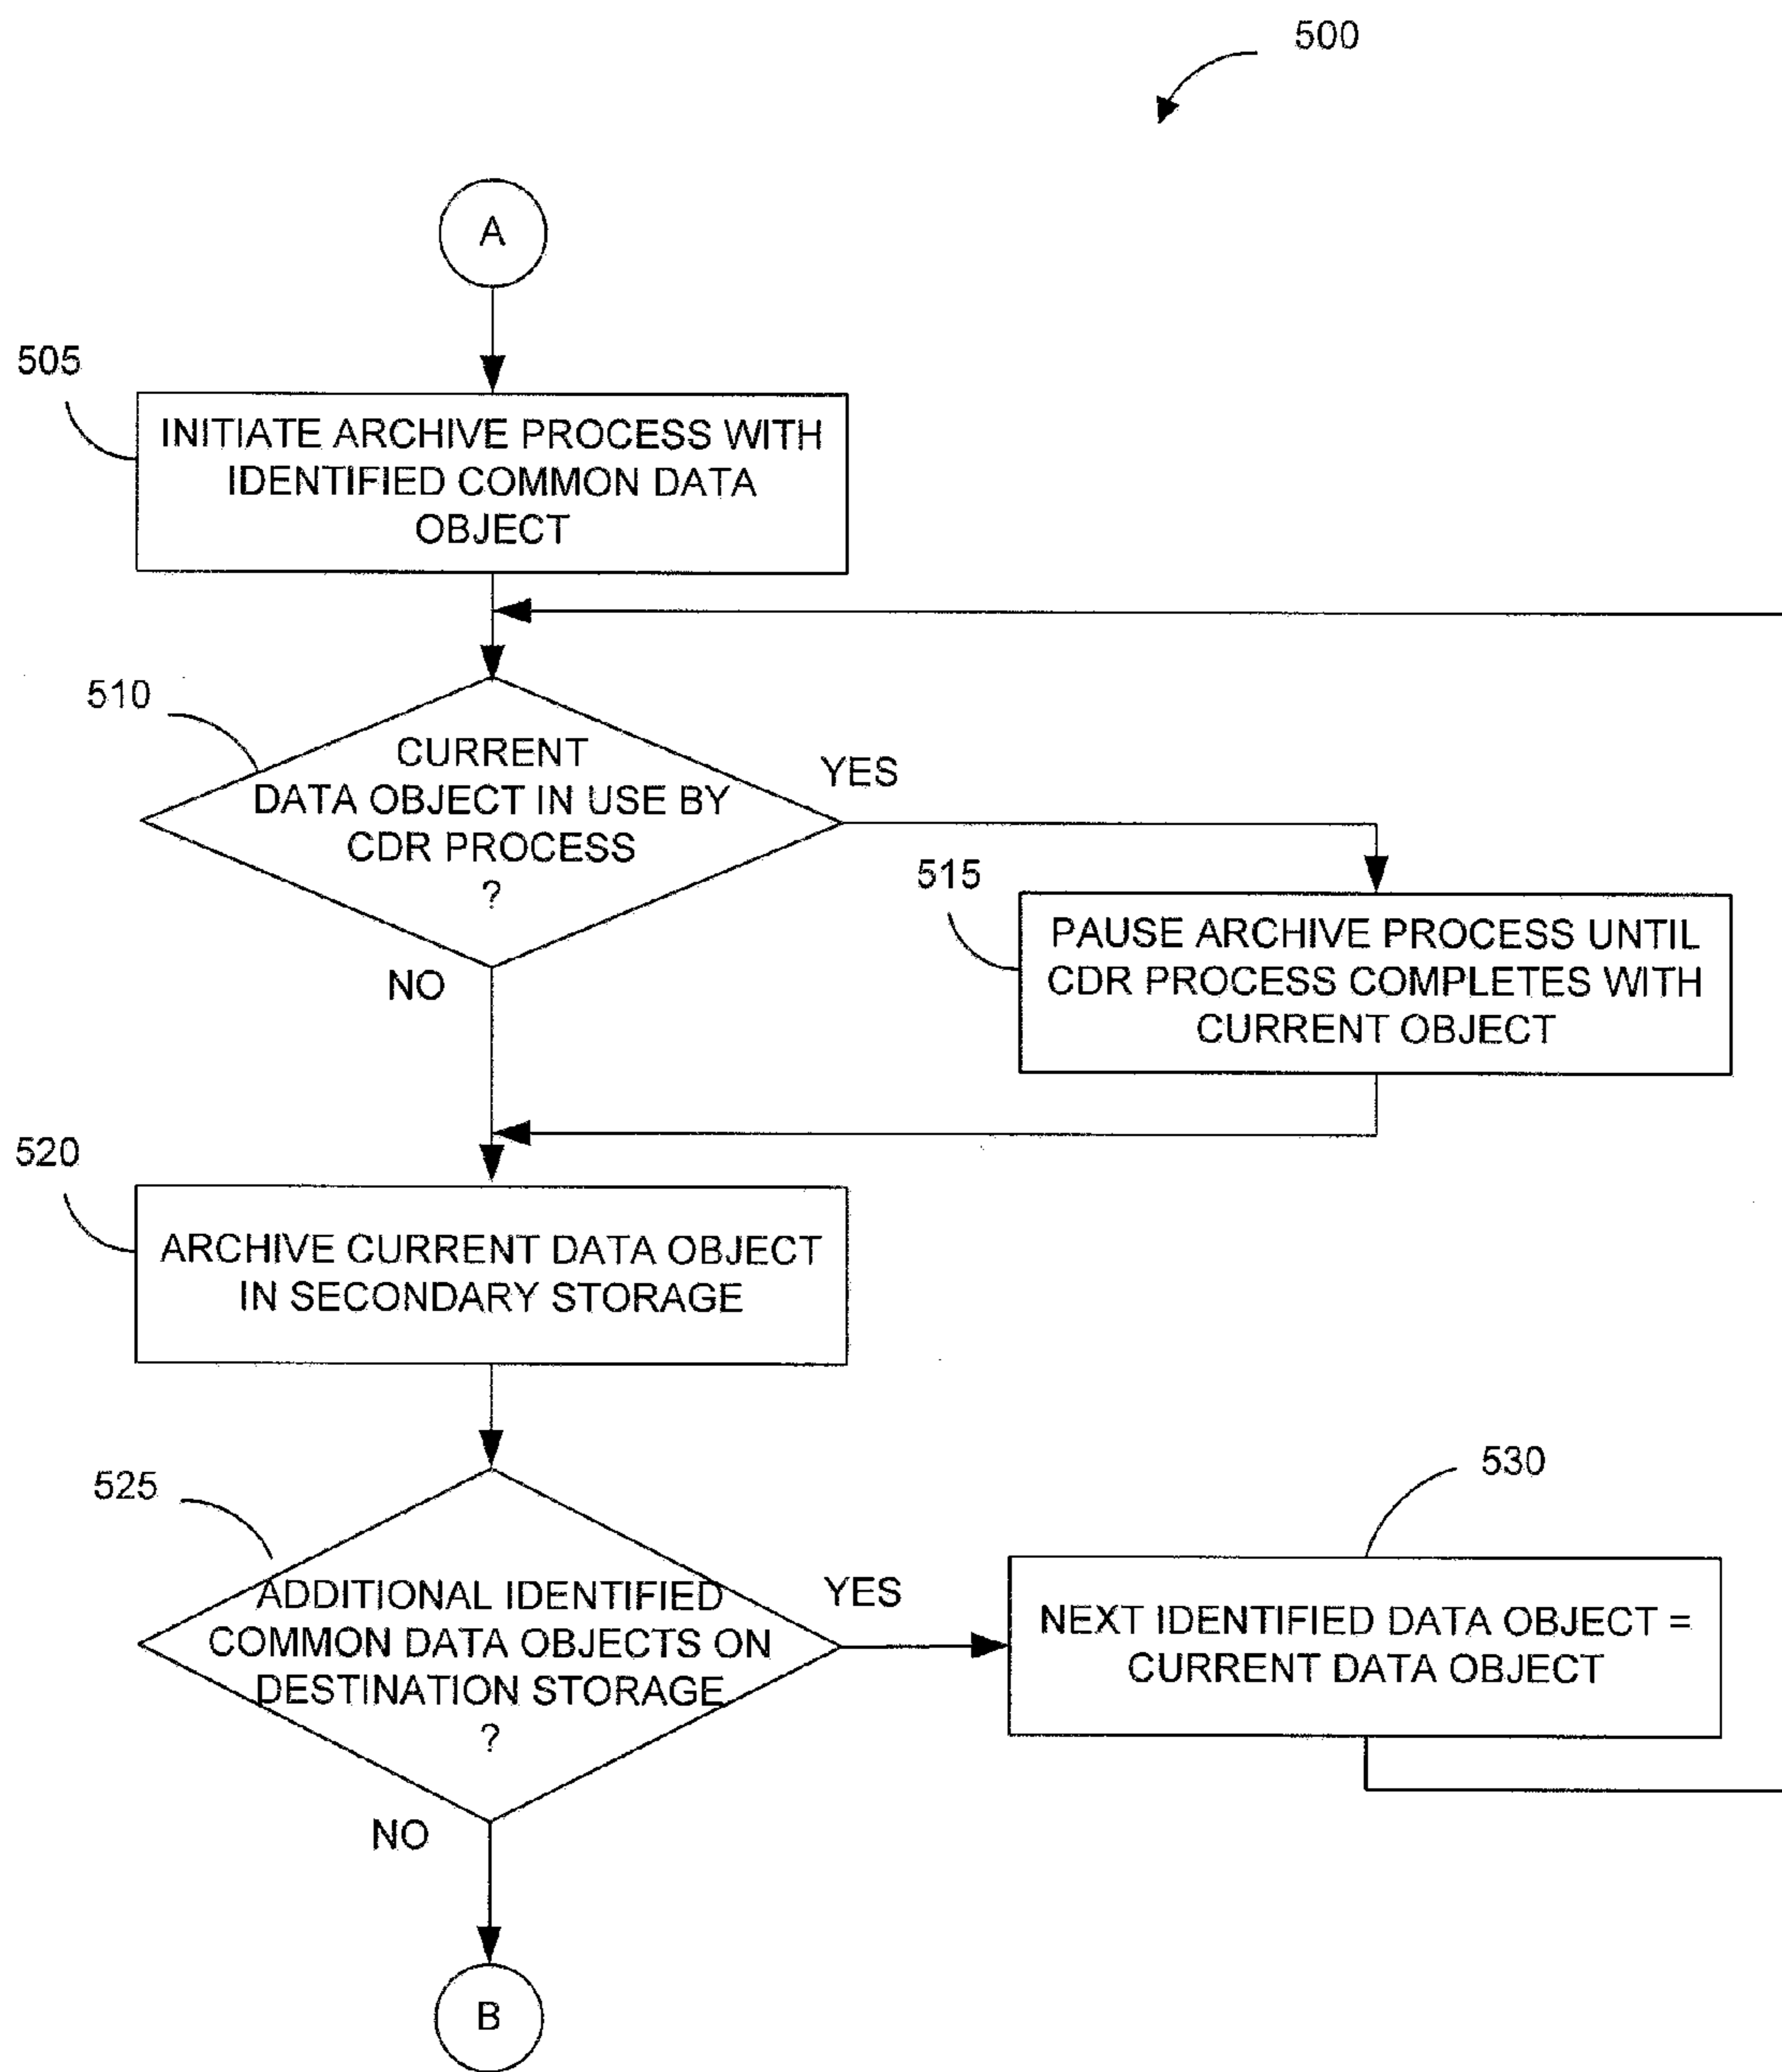 500
A
505
INITIATE ARCHIVE PROCESS WITH
IDENTIFIED COMMON DATA
OBJECT
510
CURRENT
DATA OBJECT IN USE BY
CDR PROCESS
?
YES
NO
515
PAUSE ARCHIVE PROCESS UNTIL
CDR PROCESS COMPLETES WITH
CURRENT OBJECT
520
ARCHIVE CURRENT DATA OBJECT
IN SECONDARY STORAGE
525
ADDITIONAL IDENTIFIED
COMMON DATA OBJECTS ON
DESTINATION STORAGE
?
YES
NO
530
NEXT IDENTIFIED DATA OBJECT =
CURRENT DATA OBJECT
B